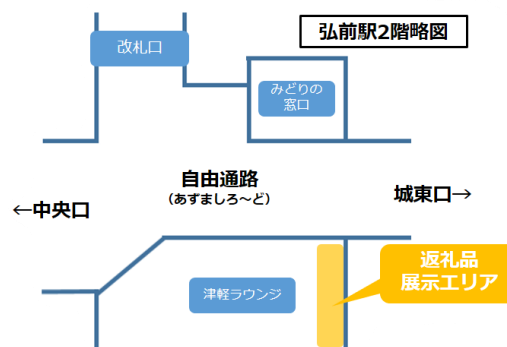 弘前駅2階略図
改札口
みどりの
窓口
自由通路
(あずましろ～ど)
←中央口
城東口→
返礼品
展示エリア
津軽ラウンジ